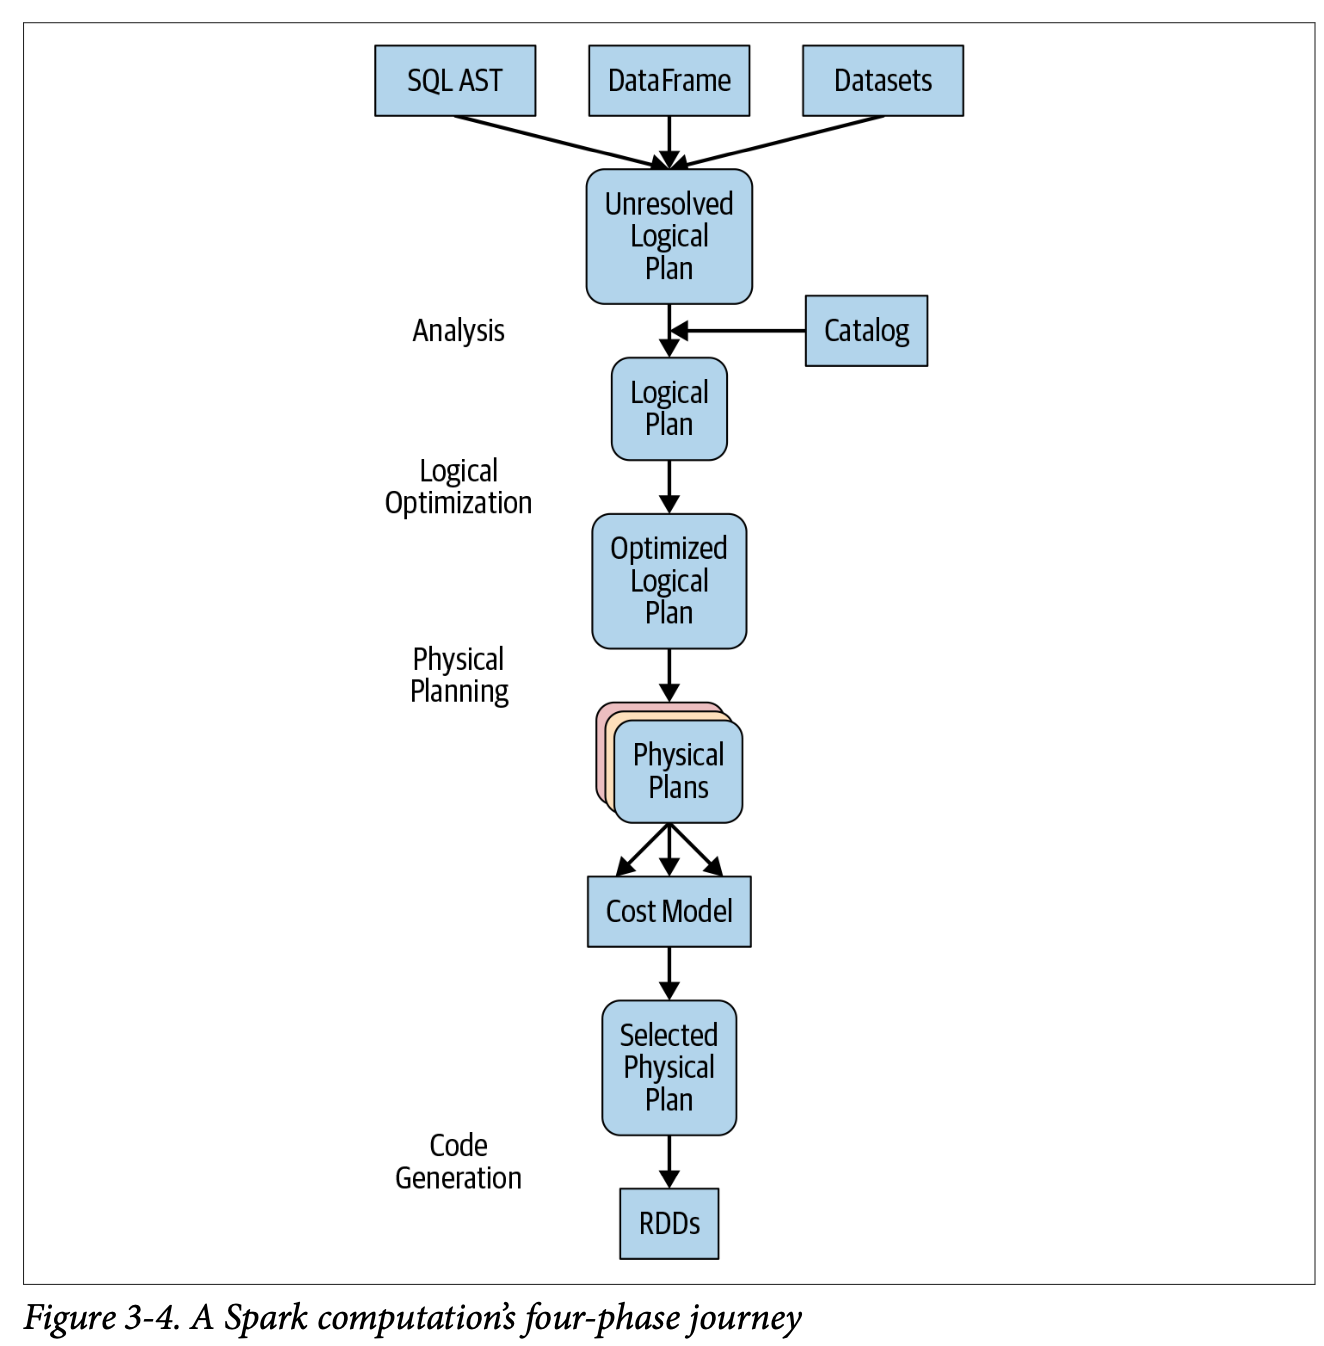 SQL AST
DataFrame
Datasets
Unresolved
Logical
Plan
Analysis
Catalog
Logical
Plan
Logical
Optimization
Optimized
Logical
Plan
Physical
Planning
Physical
Plans
Cost Model
Selected
Physical
Plan
Code
Generation
RDDs
Figure 3-4. A Spark computation’s four-phase journey